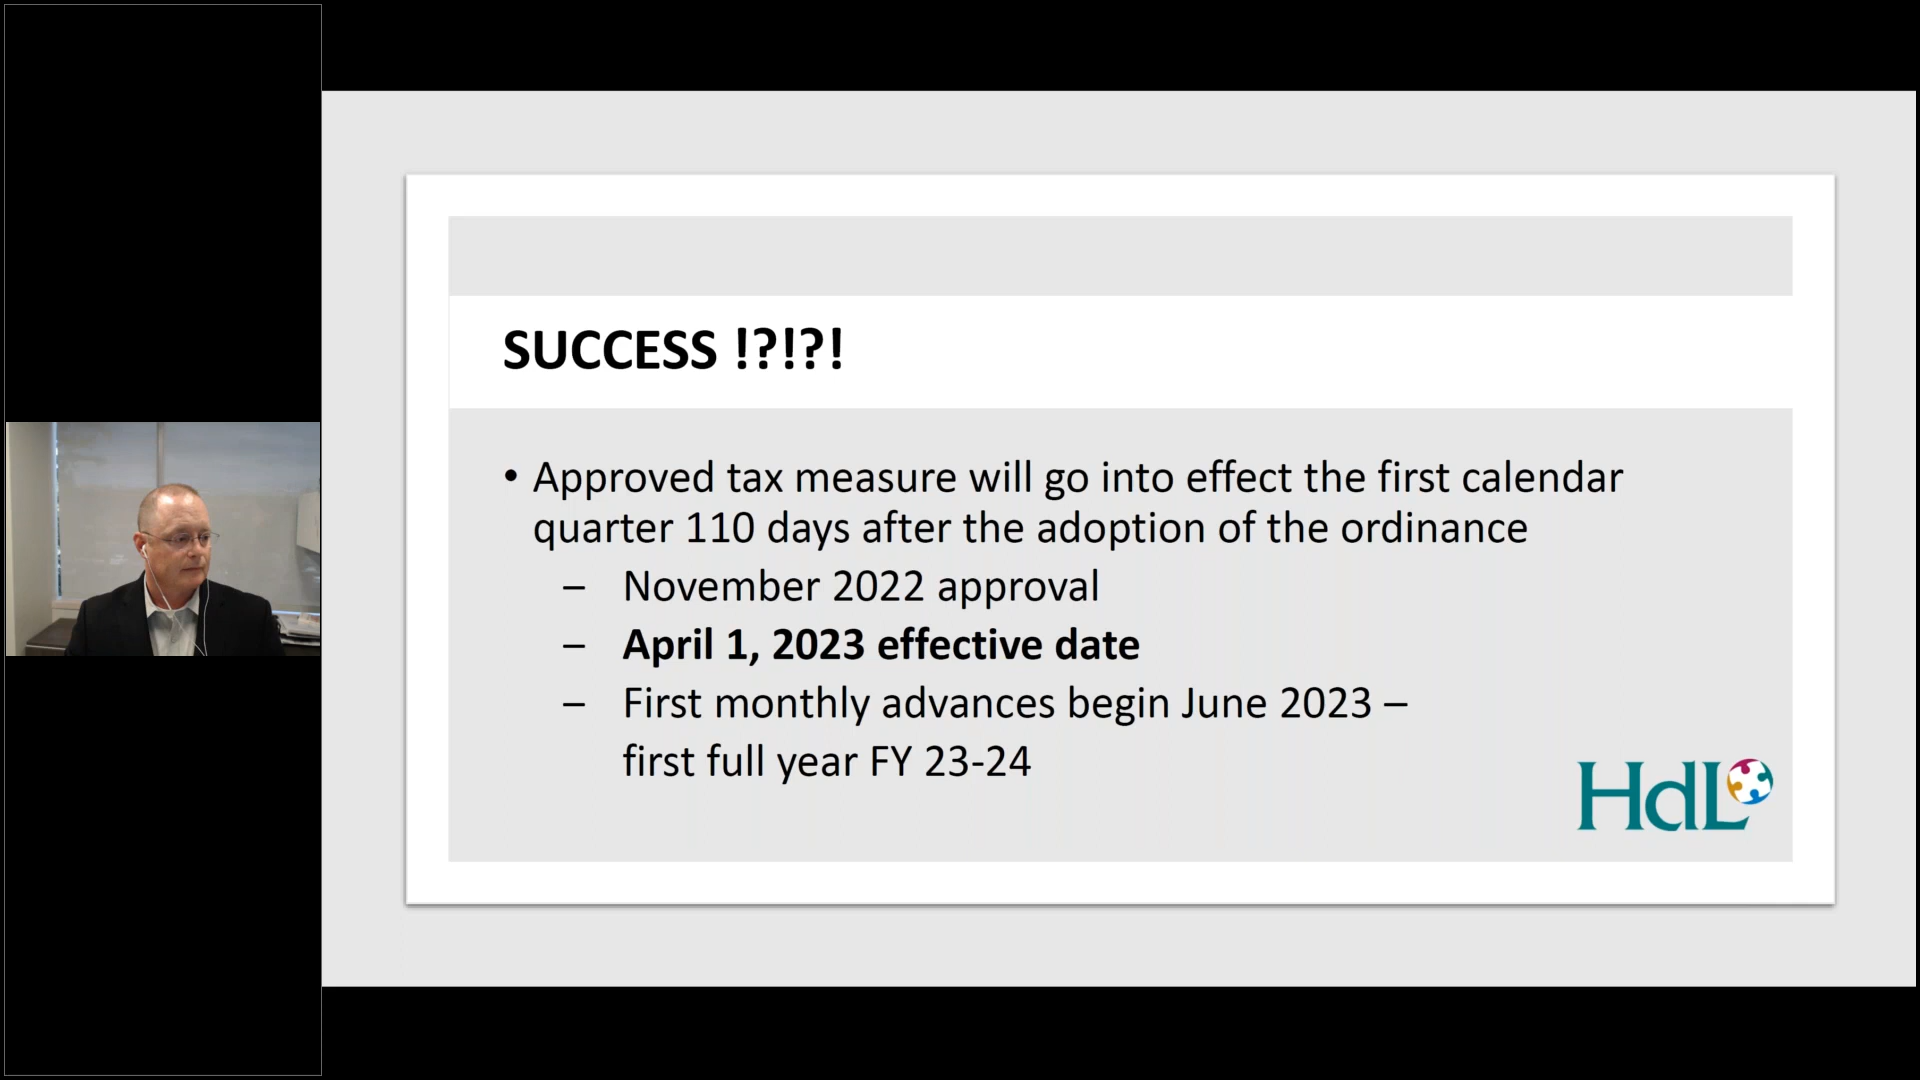 SUCCESS !?!?!
• Approved tax measure will go into effect the first calendar
quarter 110 days after the adoption of the ordinance
– November 2022 approval
– April 1, 2023 effective date
– First monthly advances begin June 2023 –
first full year FY 23-24
HdL